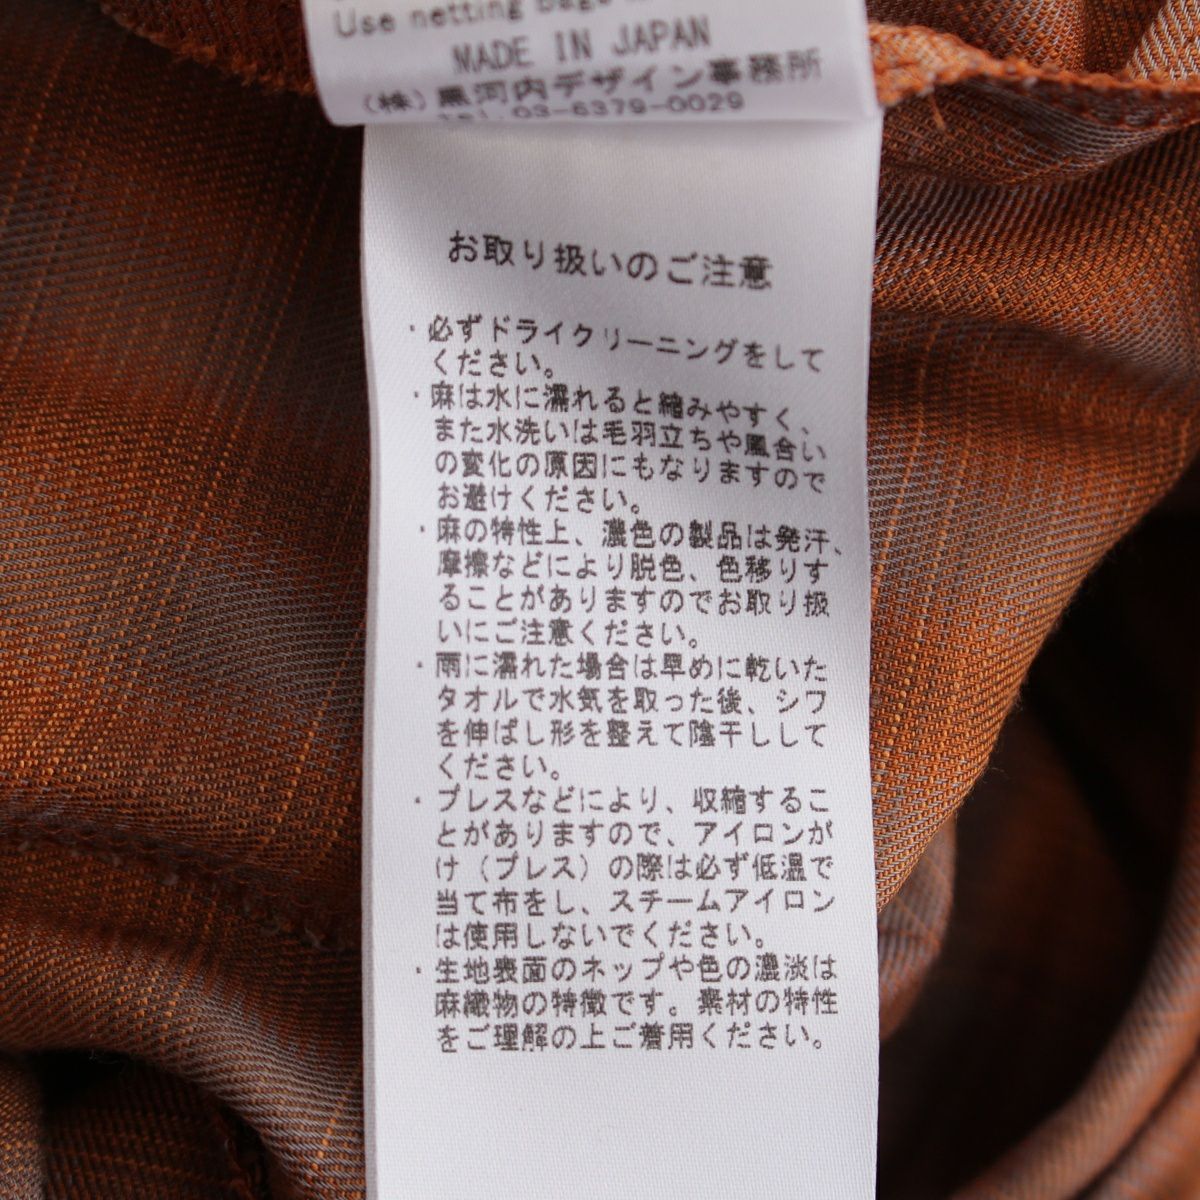 Use netting bags
MADE IN JAPAN
(株)黒河内デザイン事務所
TEL.03-6379-0029
お取り扱いのご注意
・必ずドライクリーニングをして
ください。
・麻は水に濡れると縮みやすく、
また水洗いは毛羽立ちや風合い
の変化の原因にもなりますので
お避けください。
・麻の特性上、濃色の製品は発汗、
摩擦などにより脱色、色移りす
ることがありますのでお取り扱
いにご注意ください。
・雨に濡れた場合は早めに乾いた
タオルで水気を取った後、シワ
を伸ばし形を整えて陰干しして
ください。
・プレスなどにより、収縮するこ
とがありますので、アイロンが
け（プレス）の際は必ず低温で
当て布をし、スチームアイロン
は使用しないでください。
・生地表面のネップや色の濃淡は
麻織物の特徴です。素材の特性
をご理解の上ご着用ください。